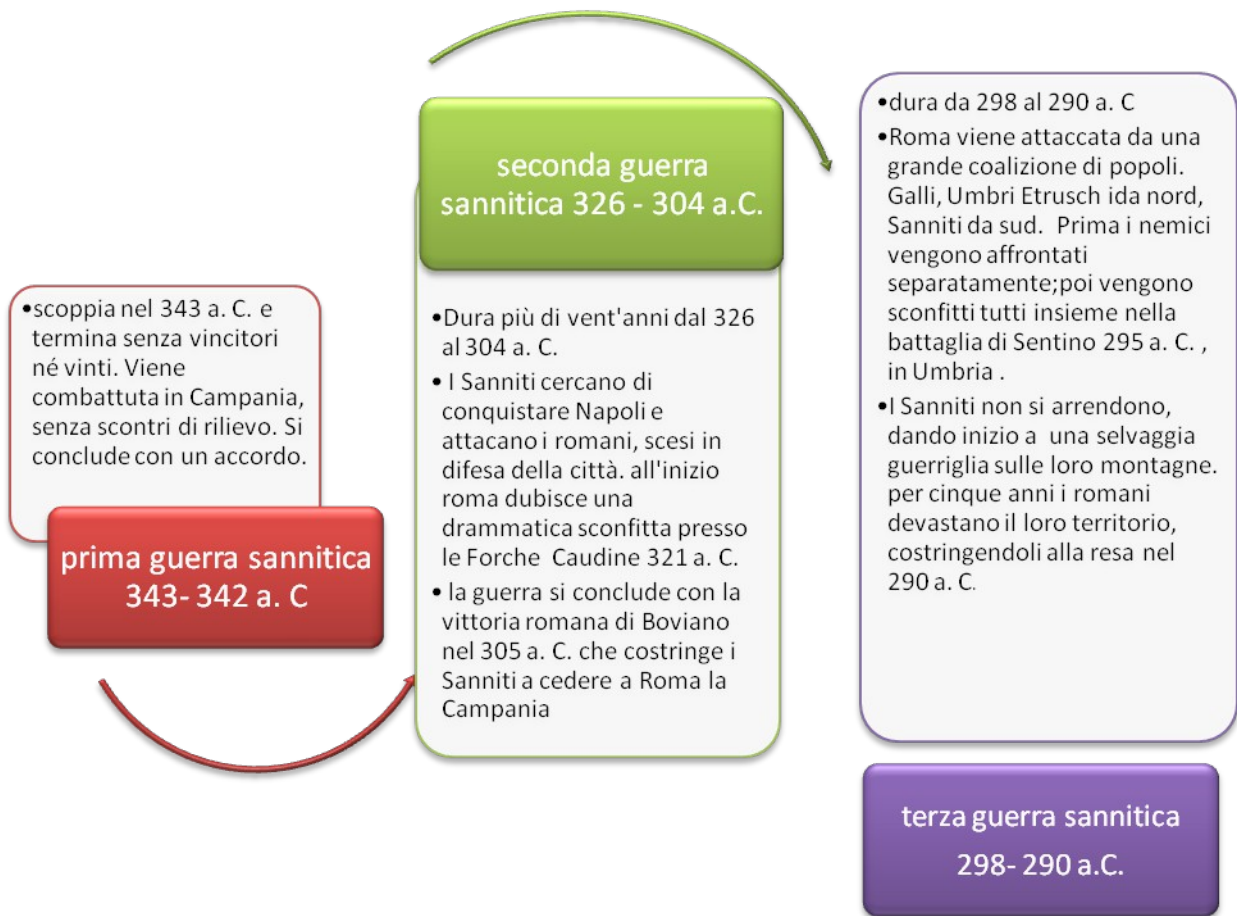 •scoppia nel 343 a. C. e
termina senza vincitori
né vinti. Viene
combattuta in Campania,
senza scontri di rilievo. Si
conclude con un accordo.
prima guerra sannitica
343- 342 a. C
seconda guerra
sannitica 326 - 304 a.C.
•Dura più di vent'anni dal 326
al 304 a. C.
• I Sanniti cercano di
conquistare Napoli e
attacano i romani, scesi in
difesa della città. all'inizio
roma dubisce una
drammatica sconfitta presso
le Forche Caudine 321 a. C.
• la guerra si conclude con la
vittoria romana di Boviano
nel 305 a. C. che costringe i
Sanniti a cedere a Roma la
Campania
•dura da 298 al 290 a. C
•Roma viene attaccata da una
grande coalizione di popoli.
Galli, Umbri Etrusch ida nord,
Sanniti da sud. Prima i nemici
vengono affrontati
separatamente;poi vengono
sconfitti tutti insieme nella
battaglia di Sentino 295 a. C. ,
in Umbria .
•I Sanniti non si arrendono,
dando inizio a una selvaggia
guerriglia sulle loro montagne.
per cinque anni i romani
devastano il loro territorio,
costringendoli alla resa nel
290 a. C.
terza guerra sannitica
298- 290 a.C.